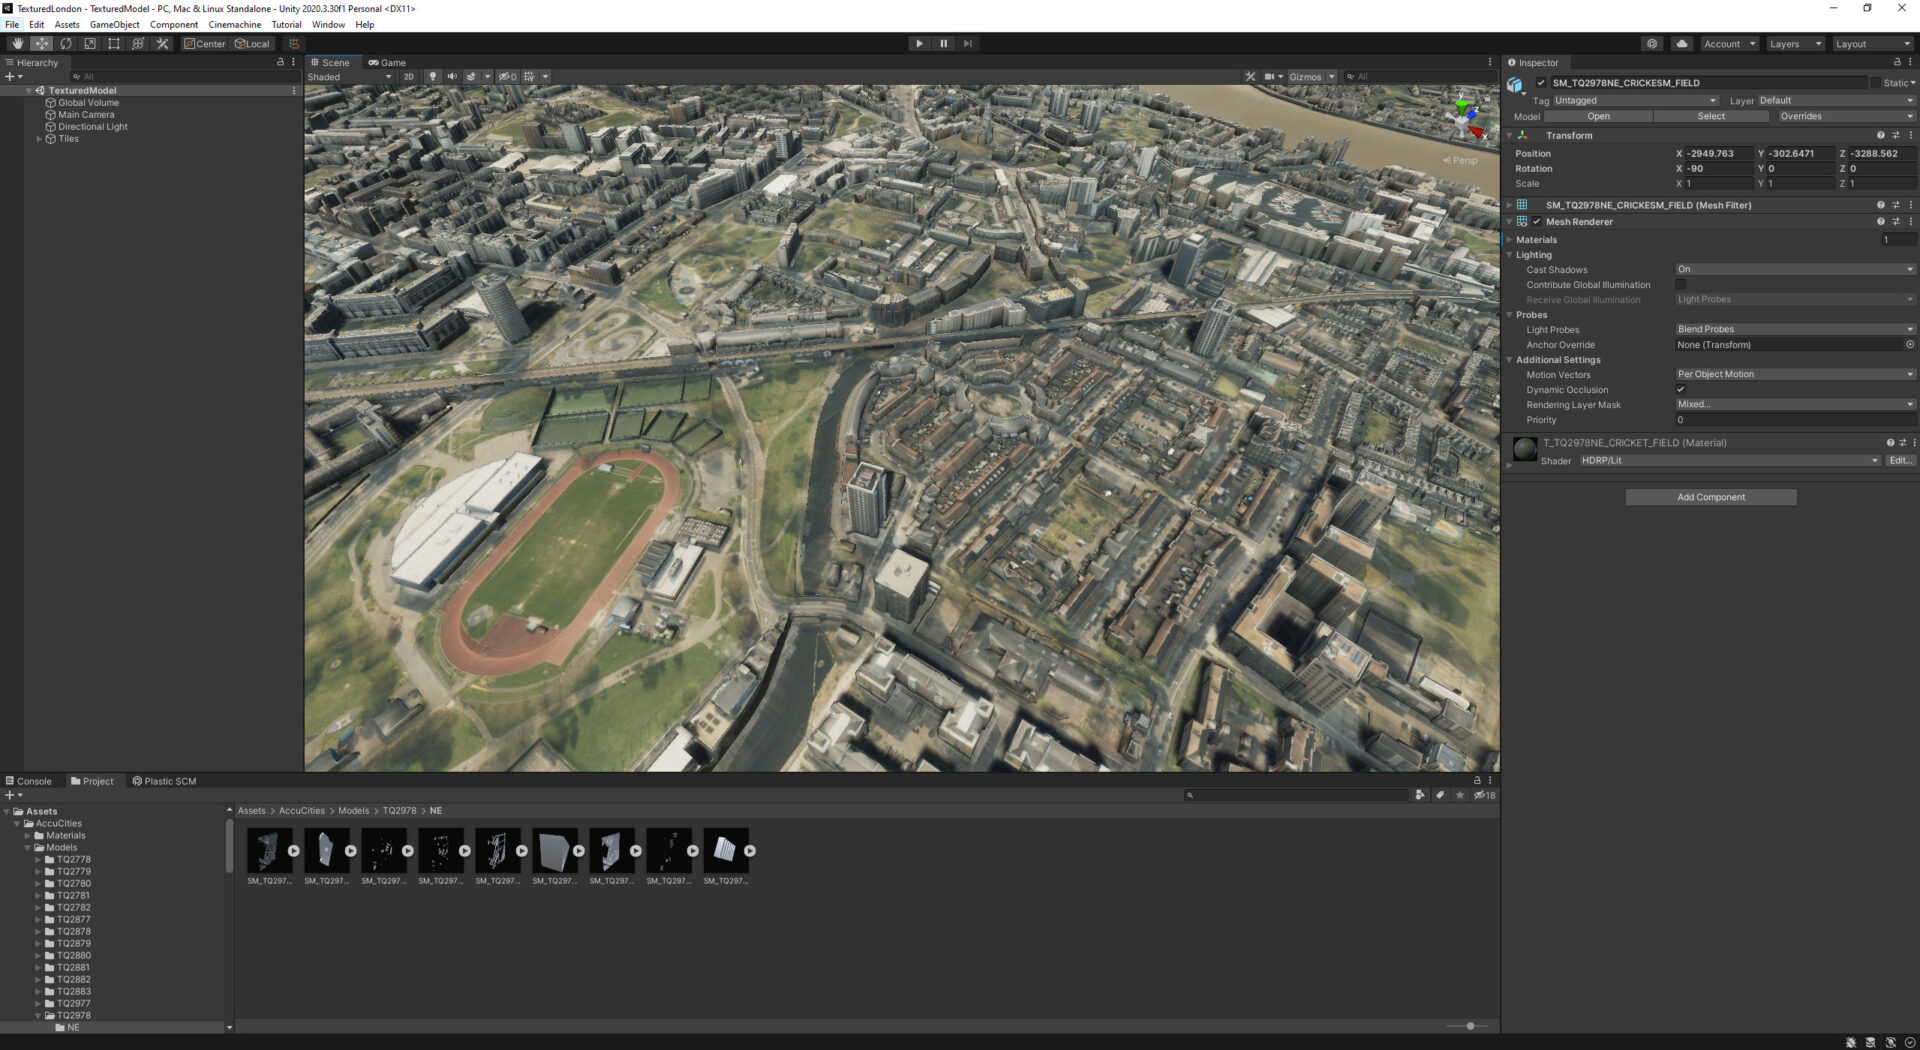 TexturedLondon - TexturedModel - PC, Mac & Linux Standalone - Unity 2020.3.30f1 Personal <DX11>
File Edit Assets GameObject Component Cinemachine Tutorial Window Help
Center Local
Account Layers Layout
Hierarchy
All
TexturedModel
Global Volume
Main Camera
Directional Light
Tiles
Scene Game
Shaded 2D 0 Gizmos All
y
z
x
Persp
Inspector
SM_TQ2978NE_CRICKESM_FIELD Static
Tag Untagged Layer Default
Model Open Select Overrides
Transform
Position X -2949.763 Y -302.6471 Z -3288.562
Rotation X -90 Y 0 Z 0
Scale X 1 Y 1 Z 1
SM_TQ2978NE_CRICKESM_FIELD (Mesh Filter)
Mesh Renderer
Materials 1
Lighting
Cast Shadows On
Contribute Global Illumination
Receive Global Illumination Light Probes
Probes
Light Probes Blend Probes
Anchor Override None (Transform)
Additional Settings
Motion Vectors Per Object Motion
Dynamic Occlusion
Rendering Layer Mask Mixed...
Priority 0
T_TQ2978NE_CRICKET_FIELD (Material)
Shader HDRP/Lit Edit...
Add Component
Console Project Plastic SCM
18
Assets
AccuCities
Materials
Models
TQ2778
TQ2779
TQ2780
TQ2781
TQ2782
TQ2877
TQ2878
TQ2879
TQ2880
TQ2881
TQ2882
TQ2883
TQ2977
TQ2978
NE
Assets > AccuCities > Models > TQ2978 > NE
SM_TQ297... SM_TQ297... SM_TQ297... SM_TQ297... SM_TQ297... SM_TQ297... SM_TQ297... SM_TQ297... SM_TQ297...